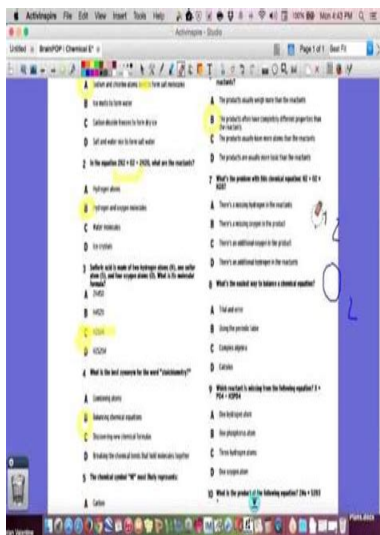 ActivInspire File Edit View Insert Tools Help
100% Mon 4:43 PM
ActivInspire - Studio
Untitled BrainPOP | Chemical E*
Page 1 of 1 Best Fit
A Sodium and chlorine atoms form salt molecules
B Ice melts to form water
C Carbon dioxide freezes to form dry ice
D Salt and water mix to form salt water
2 In the equation 2H2 + O2 = 2H2O, what are the reactants?
A Hydrogen atoms
B Hydrogen and oxygen molecules
C Water molecules
D Ice crystals
3 Sulfuric acid is made of two hydrogen atoms (H), one sulfur
atom (S), and four oxygen atoms (O). What is its molecular
formula?
A
B
C
D
4 What is the best synonym for the word "stoichiometry?"
A Combining atoms
B Balancing chemical equations
C Discovering new chemical formulas
D Breaking the chemical bonds that hold molecules together
5 The chemical symbol most likely represents:
A Carbon
reactants?
A The products usually weigh more than the reactants
B The products often have completely different properties than
the reactants
C The products usually have more atoms than the reactants
D The products are usually more toxic than the reactants
7 What's the problem with this chemical equation:
A There's a missing hydrogen in the reactants
B There's a missing oxygen in the product
C There's an additional oxygen in the product
D There's an additional hydrogen in the reactants
2
8 What's the easiest way to balance a chemical equation?
2
A Trial and error
B Using the periodic table
C Complex algebra
D Calculus
9 Which reactant is missing from the following equation?
A One hydrogen atom
B One phosphorus atom
C Three hydrogen atoms
D One oxygen atom
10 What is the product of the following equation?